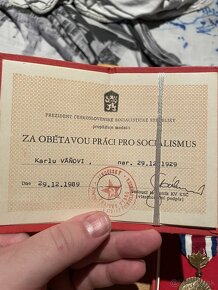 PREZIDENT ČESKOSLOVENSKÉ SOCIALISTICKÉ REPUBLIKY
propůjčuje medaili
ZA OBĚTAVOU PRÁCI PRO SOCIALISMUS
Karlu VÁŇOVI, nar. 29.12.1929
Dne 29.12.1989